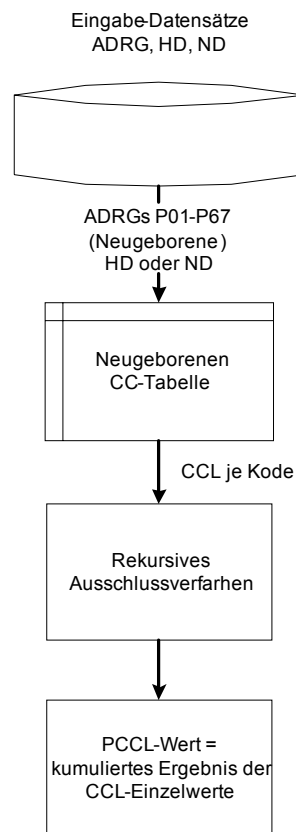 Eingabe-Datensätze
ADRG, HD, ND
ADRGs P01-P67
(Neugeborene)
HD oder ND
Neugeborenen
CC-Tabelle
CCL je Kode
Rekursives
Ausschlussverfarhen
PCCL-Wert =
kumuliertes Ergebnis der
CCL-Einzelwerte